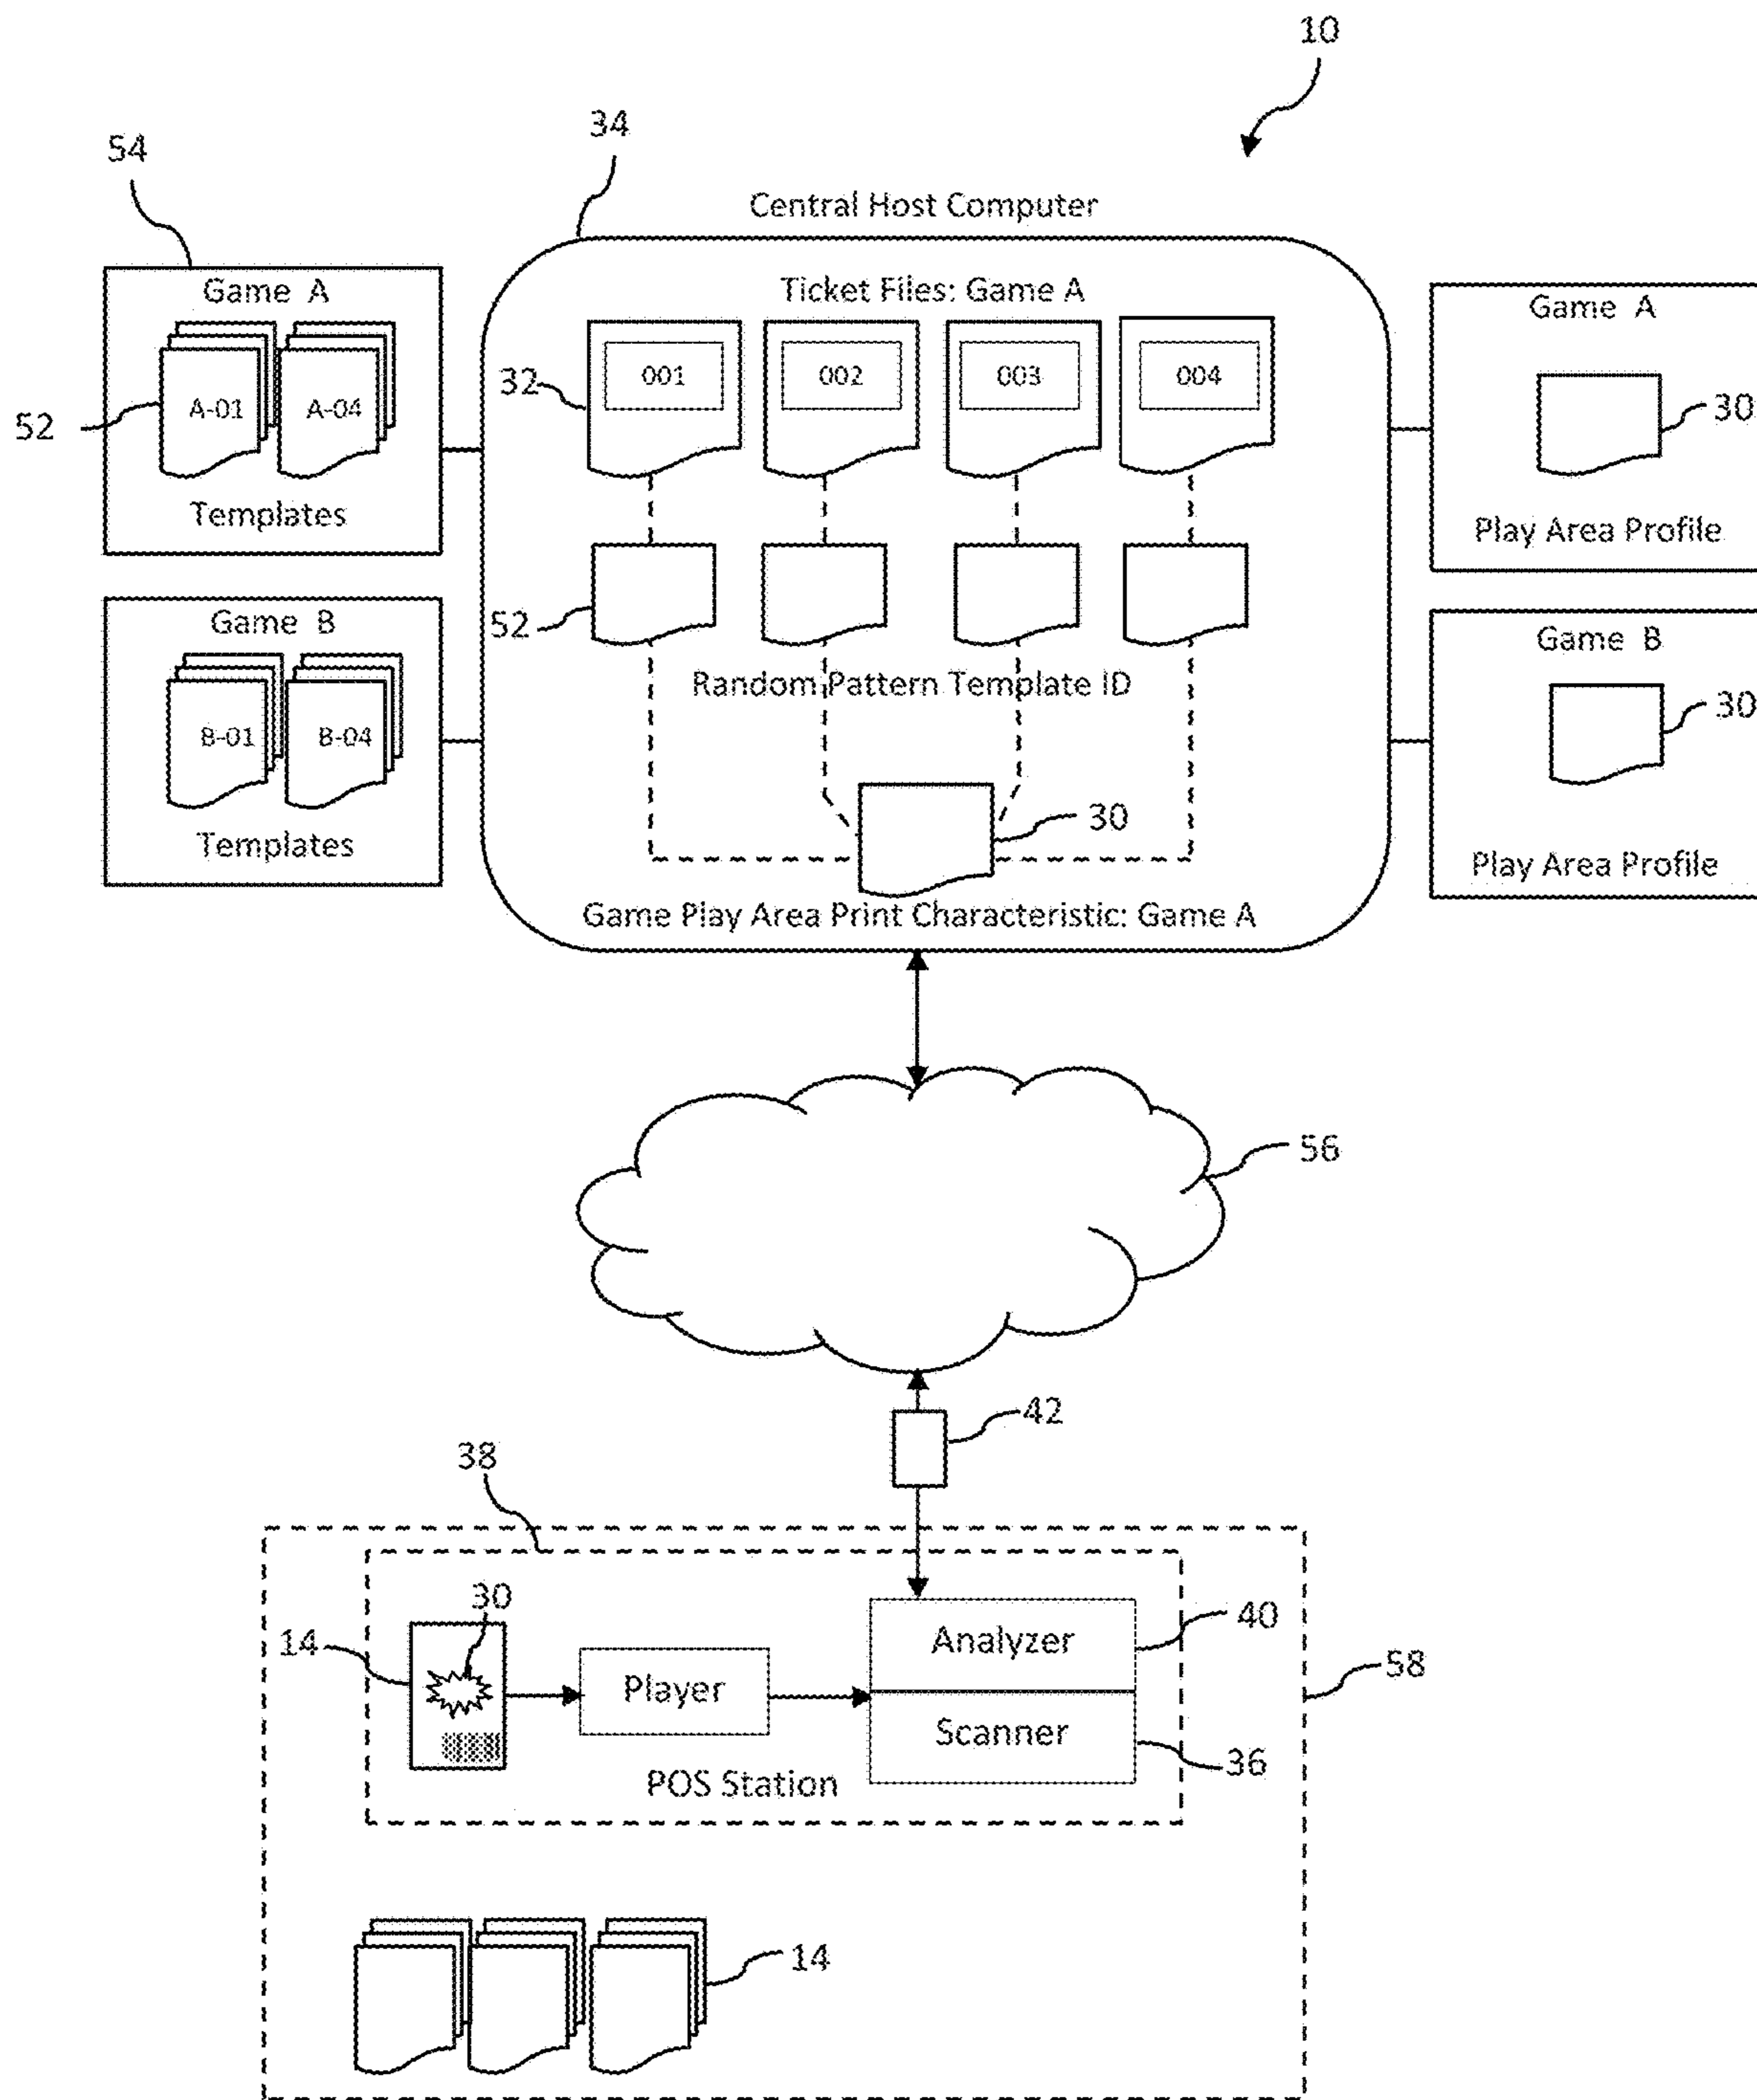 10
34
54
Central Host Computer
Game A
A-01
A-04
Templates
52
Ticket Files: Game A
001
002
003
004
32
52
Random Pattern Template ID
30
Game Play Area Print Characteristic: Game A
Game A
30
Play Area Profile
Game B
B-01
B-04
Templates
Game B
30
Play Area Profile
56
42
38
30
14
Player
Analyzer
40
Scanner
36
58
POS Station
14